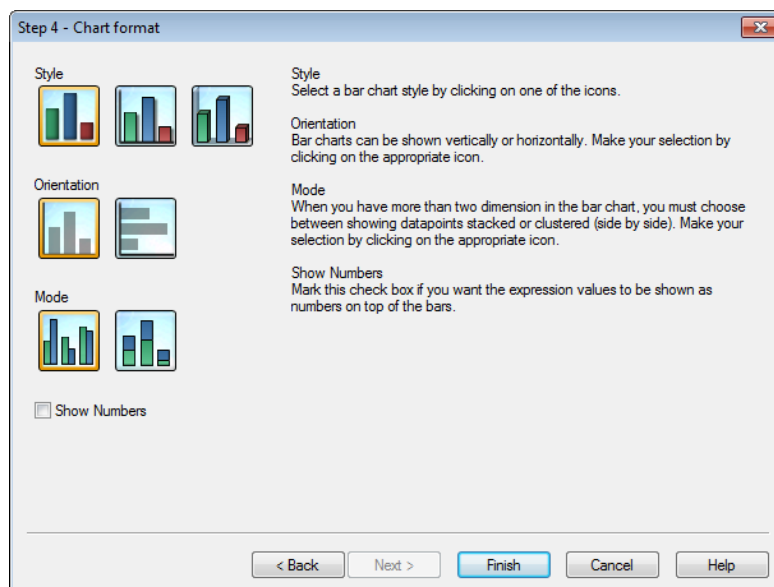 Step 4 - Chart format
Style
Style
Select a bar chart style by clicking on one of the icons.
Orientation
Bar charts can be shown vertically or horizontally. Make your selection by
clicking on the appropriate icon.
Orientation
Mode
When you have more than two dimension in the bar chart, you must choose
between showing datapoints stacked or clustered (side by side). Make your
selection by clicking on the appropriate icon.
Show Numbers
Mark this check box if you want the expression values to be shown as
numbers on top of the bars.
Mode
Show Numbers
< Back
Next >
Finish
Cancel
Help